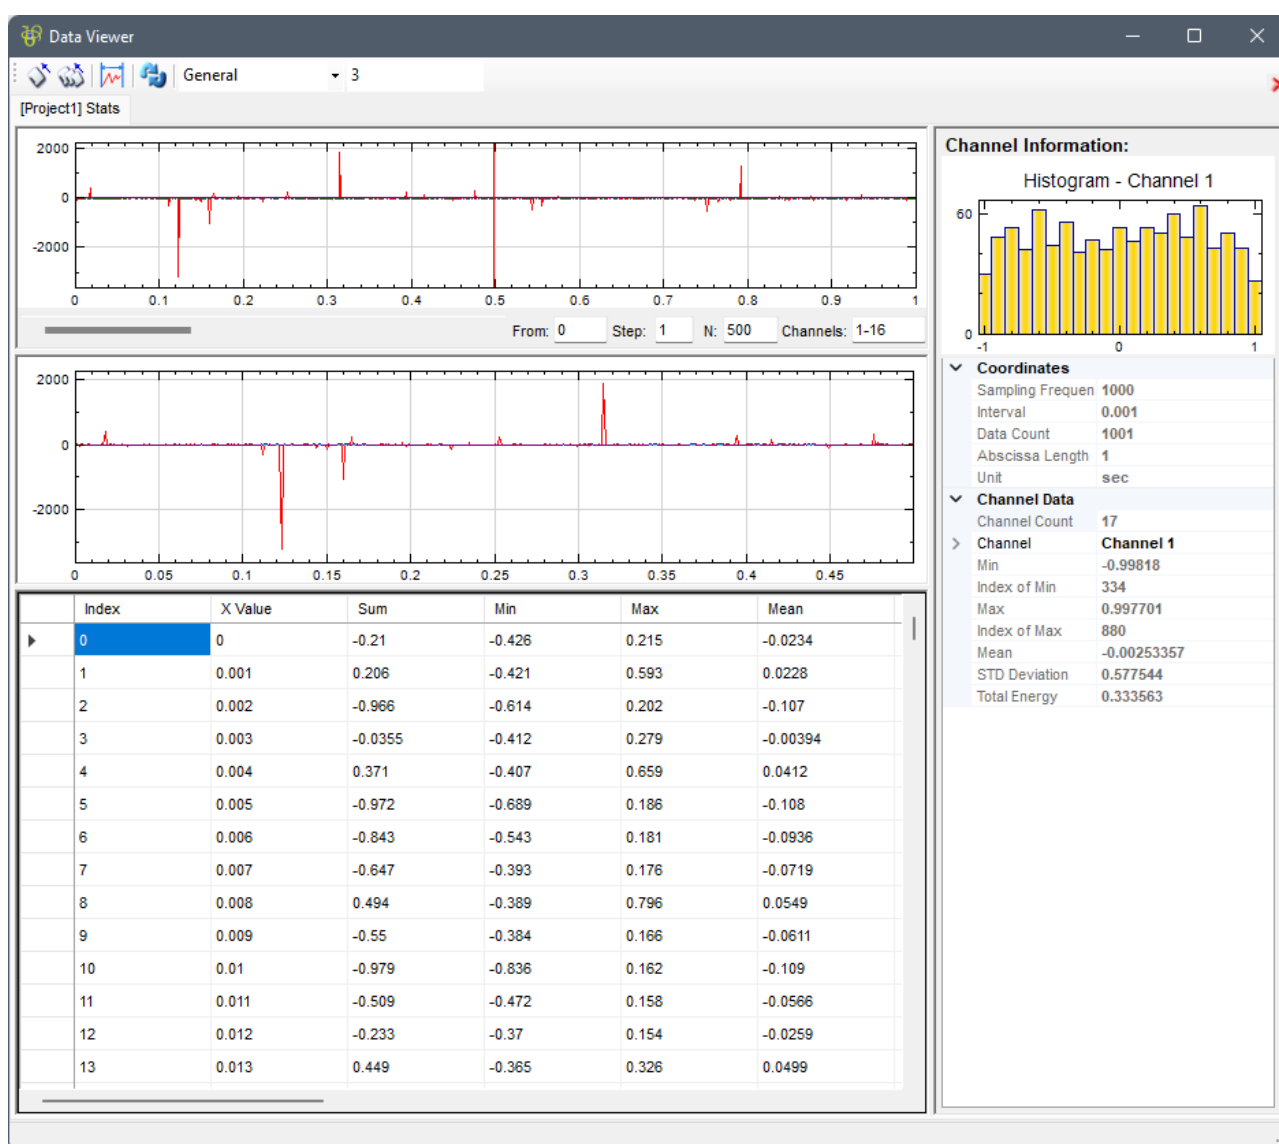 Data Viewer
General 3
[Project1] Stats
2000
0
-2000
0 0.1 0.2 0.3 0.4 0.5 0.6 0.7 0.8 0.9 1
From: 0 Step: 1 N: 500 Channels: 1-16
2000
0
-2000
0 0.05 0.1 0.15 0.2 0.25 0.3 0.35 0.4 0.45
Index X Value Sum Min Max Mean
0 0 -0.21 -0.426 0.215 -0.0234
1 0.001 0.206 -0.421 0.593 0.0228
2 0.002 -0.966 -0.614 0.202 -0.107
3 0.003 -0.0355 -0.412 0.279 -0.00394
4 0.004 0.371 -0.407 0.659 0.0412
5 0.005 -0.972 -0.689 0.186 -0.108
6 0.006 -0.843 -0.543 0.181 -0.0936
7 0.007 -0.647 -0.393 0.176 -0.0719
8 0.008 0.494 -0.389 0.796 0.0549
9 0.009 -0.55 -0.384 0.166 -0.0611
10 0.01 -0.979 -0.836 0.162 -0.109
11 0.011 -0.509 -0.472 0.158 -0.0566
12 0.012 -0.233 -0.37 0.154 -0.0259
13 0.013 0.449 -0.365 0.326 0.0499
Channel Information:
Histogram - Channel 1
60
0
-1 0 1
Coordinates
Sampling Frequen 1000
Interval 0.001
Data Count 1001
Abscissa Length 1
Unit sec
Channel Data
Channel Count 17
Channel Channel 1
Min -0.99818
Index of Min 334
Max 0.997701
Index of Max 880
Mean -0.00253357
STD Deviation 0.577544
Total Energy 0.333563